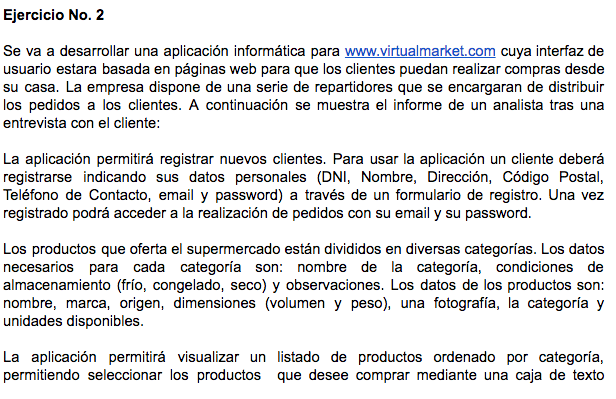 Ejercicio No. 2
Se va a desarrollar una aplicación informática para www.virtualmarket.com cuya interfaz de
usuario estara basada en páginas web para que los clientes puedan realizar compras desde
su casa. La empresa dispone de una serie de repartidores que se encargaran de distribuir
los pedidos a los clientes. A continuación se muestra el informe de un analista tras una
entrevista con el cliente:
La aplicación permitirá registrar nuevos clientes. Para usar la aplicación un cliente deberá
registrarse indicando sus datos personales (DNI, Nombre, Dirección, Código Postal,
Teléfono de Contacto, email y password) a través de un formulario de registro. Una vez
registrado podrá acceder a la realización de pedidos con su email y su password.
Los productos que oferta el supermercado están divididos en diversas categorías. Los datos
necesarios para cada categoría son: nombre de la categoría, condiciones de
almacenamiento (frío, congelado, seco) y observaciones. Los datos de los productos son:
nombre, marca, origen, dimensiones (volumen y peso), una fotografía, la categoría y
unidades disponibles.
La aplicación permitirá visualizar un listado de productos ordenado por categoría,
permitiendo seleccionar los productos que desee comprar mediante una caja de texto